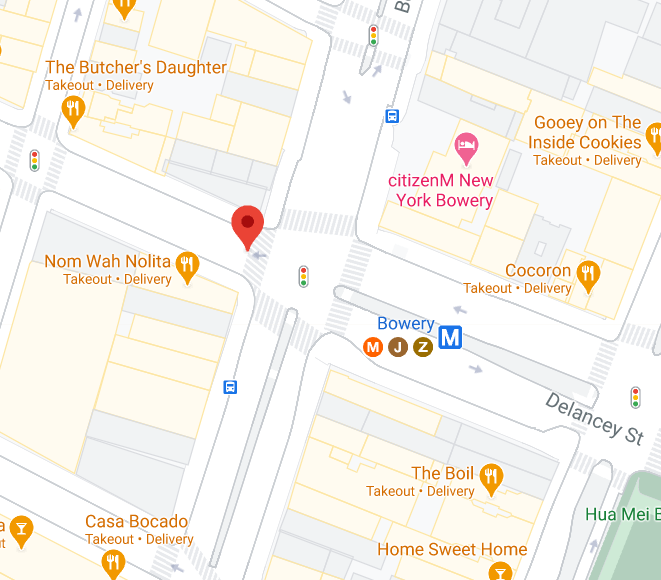 B
The Butcher's Daughter
Takeout • Delivery
Gooey on The
Inside Cookies
Takeout • Delivery
citizenM New
York Bowery
Nom Wah Nolita
Takeout • Delivery
Cocoron
Takeout • Delivery
Bowery
M
M J Z
Delancey St
The Boil
Takeout • Delivery
Hua Mei B
a
ut
Casa Bocado
Takeout • Delivery
Home Sweet Home